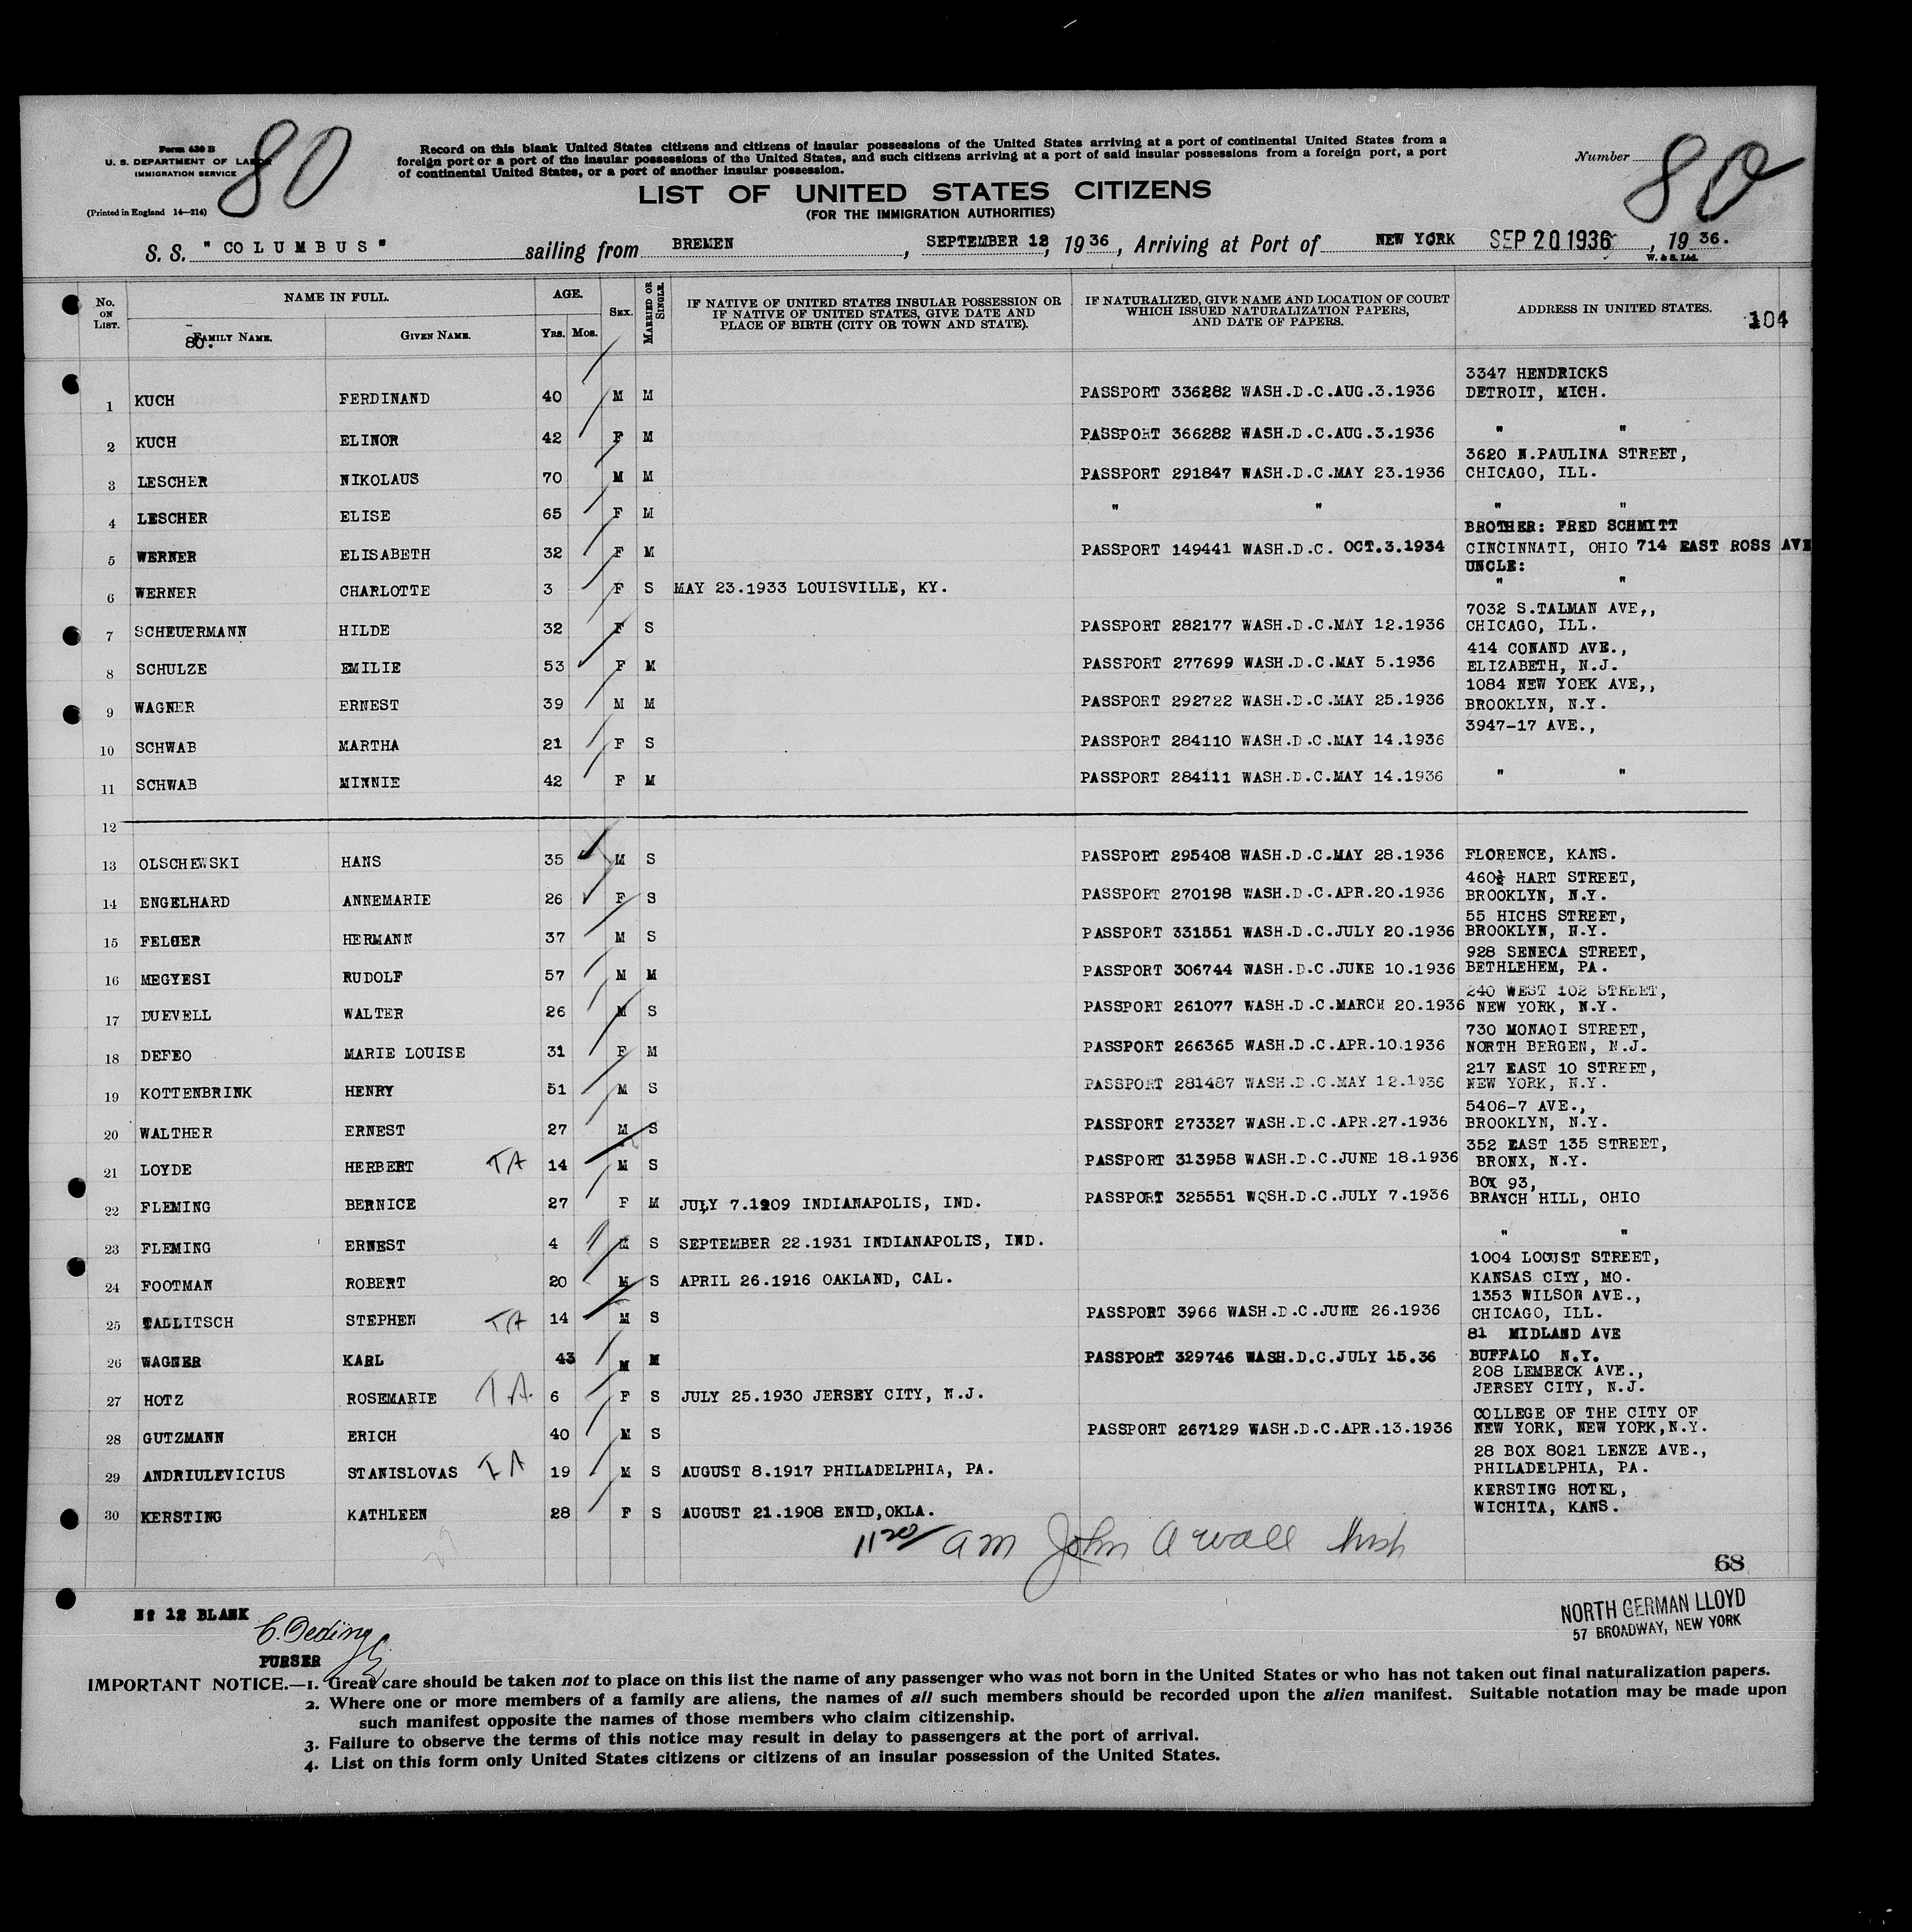 80
80
Form 630 B
U. S. DEPARTMENT OF LABOR
IMMIGRATION SERVICE
(Printed in England 14—214)
Record on this blank United States citizens and citizens of insular possessions of the United States arriving at a port of continental United States from a
foreign port or a port of the insular possessions of the United States, and such citizens arriving at a port of said insular possessions from a foreign port, a port
of continental United States, or a port of another insular possession.
Number
LIST OF UNITED STATES CITIZENS
(FOR THE IMMIGRATION AUTHORITIES)
S. S. "COLUMBUS" sailing from BREMEN, SEPTEMBER 12, 1936, Arriving at Port of NEW YORK SEP 20 1936, 1936.
W. & S. Ltd.
No. ON LIST. NAME IN FULL. FAMILY NAME. GIVEN NAME. AGE. YRS. MOS. SEX. MARRIED OR SINGLE. IF NATIVE OF UNITED STATES INSULAR POSSESSION OR IF NATIVE OF UNITED STATES, GIVE DATE AND PLACE OF BIRTH (CITY OR TOWN AND STATE). IF NATURALIZED, GIVE NAME AND LOCATION OF COURT WHICH ISSUED NATURALIZATION PAPERS, AND DATE OF PAPERS. ADDRESS IN UNITED STATES. 104
80.
1 KUCH FERDINAND 40 M M PASSPORT 336282 WASH.D.C.AUG.3.1936 3347 HENDRICKS DETROIT, MICH.
2 KUCH ELINOR 42 F M PASSPORT 366282 WASH.D.C.AUG.3.1936 " "
3 LESCHER NIKOLAUS 70 M M PASSPORT 291847 WASH.D.C.MAY 23.1936 3620 N.PAULINA STREET, CHICAGO, ILL.
4 LESCHER ELISE 65 F M " " " "
5 WERNER ELISABETH 32 F M PASSPORT 149441 WASH.D.C. OCT.3.1934 BROTHER: FRED SCHMITT CINCINNATI, OHIO 714 EAST ROSS AVE
6 WERNER CHARLOTTE 3 F S MAY 23.1933 LOUISVILLE, KY. UNCLE: " "
7 SCHEUERMANN HILDE 32 F S PASSPORT 282177 WASH.D.C.MAY 12.1936 7032 S.TALMAN AVE,, CHICAGO, ILL.
8 SCHULZE EMILIE 53 F M PASSPORT 277699 WASH.D.C.MAY 5.1936 414 CONAND AVE., ELIZABETH, N.J.
9 WAGNER ERNEST 39 M M PASSPORT 292722 WASH.D.C.MAY 25.1936 1084 NEW YOEK AVE,, BROOKLYN, N.Y.
10 SCHWAB MARTHA 21 F S PASSPORT 284110 WASH.D.C.MAY 14.1936 3947-17 AVE.,
11 SCHWAB MINNIE 42 F M PASSPORT 284111 WASH.D.C.MAY 14.1936 " "
12
13 OLSCHEWSKI HANS 35 M S PASSPORT 295408 WASH.D.C.MAY 28.1936 FLORENCE, KANS.
14 ENGELHARD ANNEMARIE 26 F S PASSPORT 270198 WASH.D.C.APR.20.1936 460½ HART STREET, BROOKLYN, N.Y.
15 FELGER HERMANN 37 M S PASSPORT 331551 WASH.D.C.JULY 20.1936 55 HICHS STREET, BROOKLYN, N.Y.
16 MEGYESI RUDOLF 57 M M PASSPORT 306744 WASH.D.C.JUNE 10.1936 928 SENECA STREET, BETHLEHEM, PA.
17 DUEVELL WALTER 26 M S PASSPORT 261077 WASH.D.C.MARCH 20.1936 240 WEST 102 STREET, NEW YORK, N.Y.
18 DEFEO MARIE LOUISE 31 F M PASSPORT 266365 WASH.D.C.APR.10.1936 730 MONAOI STREET, NORTH BERGEN, N.J.
19 KOTTENBRINK HENRY 51 M S PASSPORT 281487 WASH.D.C.MAY 12.1936 217 EAST 10 STREET, NEW YORK, N.Y.
20 WALTHER ERNEST 27 M S PASSPORT 273327 WASH.D.C.APR.27.1936 5406-7 AVE., BROOKLYN, N.Y.
21 LOYDE HERBERT TA 14 M S PASSPORT 313958 WASH.D.C.JUNE 18.1936 352 EAST 135 STREET, BRONX, N.Y.
22 FLEMING BERNICE 27 F M JULY 7.1909 INDIANAPOLIS, IND. PASSPORT 325551 WQSH.D.C.JULY 7.1936 BOX 93, BRANCH HILL, OHIO
23 FLEMING ERNEST 4 M S SEPTEMBER 22.1931 INDIANAPOLIS, IND. " "
24 FOOTMAN ROBERT 20 M S APRIL 26.1916 OAKLAND, CAL. 1004 LOCUST STREET, KANSAS CITY, MO.
25 TALLITSCH STEPHEN TA 14 M S PASSPORT 3966 WASH.D.C.JUNE 26.1936 1353 WILSON AVE., CHICAGO, ILL.
26 WAGNER KARL 43 M M PASSPORT 329746 WASH.D.C.JULY 15.36 81 MIDLAND AVE BUFFALO N.Y.
27 HOTZ ROSEMARIE TA. 6 F S JULY 25.1930 JERSEY CITY, N.J. 208 LEMBECK AVE., JERSEY CITY, N.J.
28 GUTZMANN ERICH 40 M S PASSPORT 267129 WASH.D.C.APR.13.1936 COLLEGE OF THE CITY OF NEW YORK, NEW YORK,N.Y.
29 ANDRIULEVICIUS STANISLOVAS TA 19 M S AUGUST 8.1917 PHILADELPHIA, PA. 28 BOX 8021 LENZE AVE., PHILADELPHIA, PA.
30 KERSTING KATHLEEN 28 F S AUGUST 21.1908 ENID,OKLA. KERSTING HOTEL, WICHITA, KANS.
29
11 20 am John A Wall
68
Nº 12 BLANK
C. Deding
PURSER
NORTH GERMAN LLOYD
57 BROADWAY, NEW YORK
IMPORTANT NOTICE.—1. Great care should be taken not to place on this list the name of any passenger who was not born in the United States or who has not taken out final naturalization papers.
2. Where one or more members of a family are aliens, the names of all such members should be recorded upon the alien manifest. Suitable notation may be made upon
such manifest opposite the names of those members who claim citizenship.
3. Failure to observe the terms of this notice may result in delay to passengers at the port of arrival.
4. List on this form only United States citizens or citizens of an insular possession of the United States.